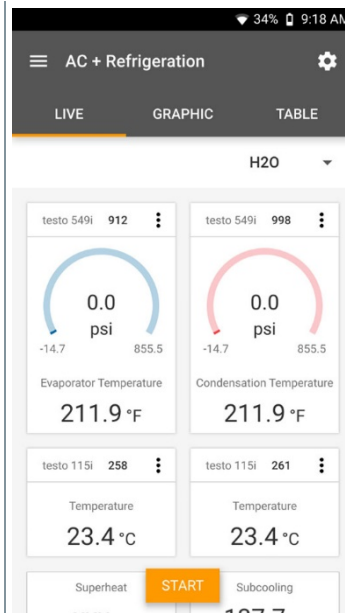 34% 9:18 AM
AC + Refrigeration
LIVE GRAPHIC TABLE
H2O
testo 549i 912
testo 549i 998
0.0
psi
-14.7 855.5
0.0
psi
-14.7 855.5
Evaporator Temperature
211.9 °F
Condensation Temperature
211.9 °F
testo 115i 258
testo 115i 261
Temperature
23.4 °C
Temperature
23.4 °C
Superheat
START
Subcooling